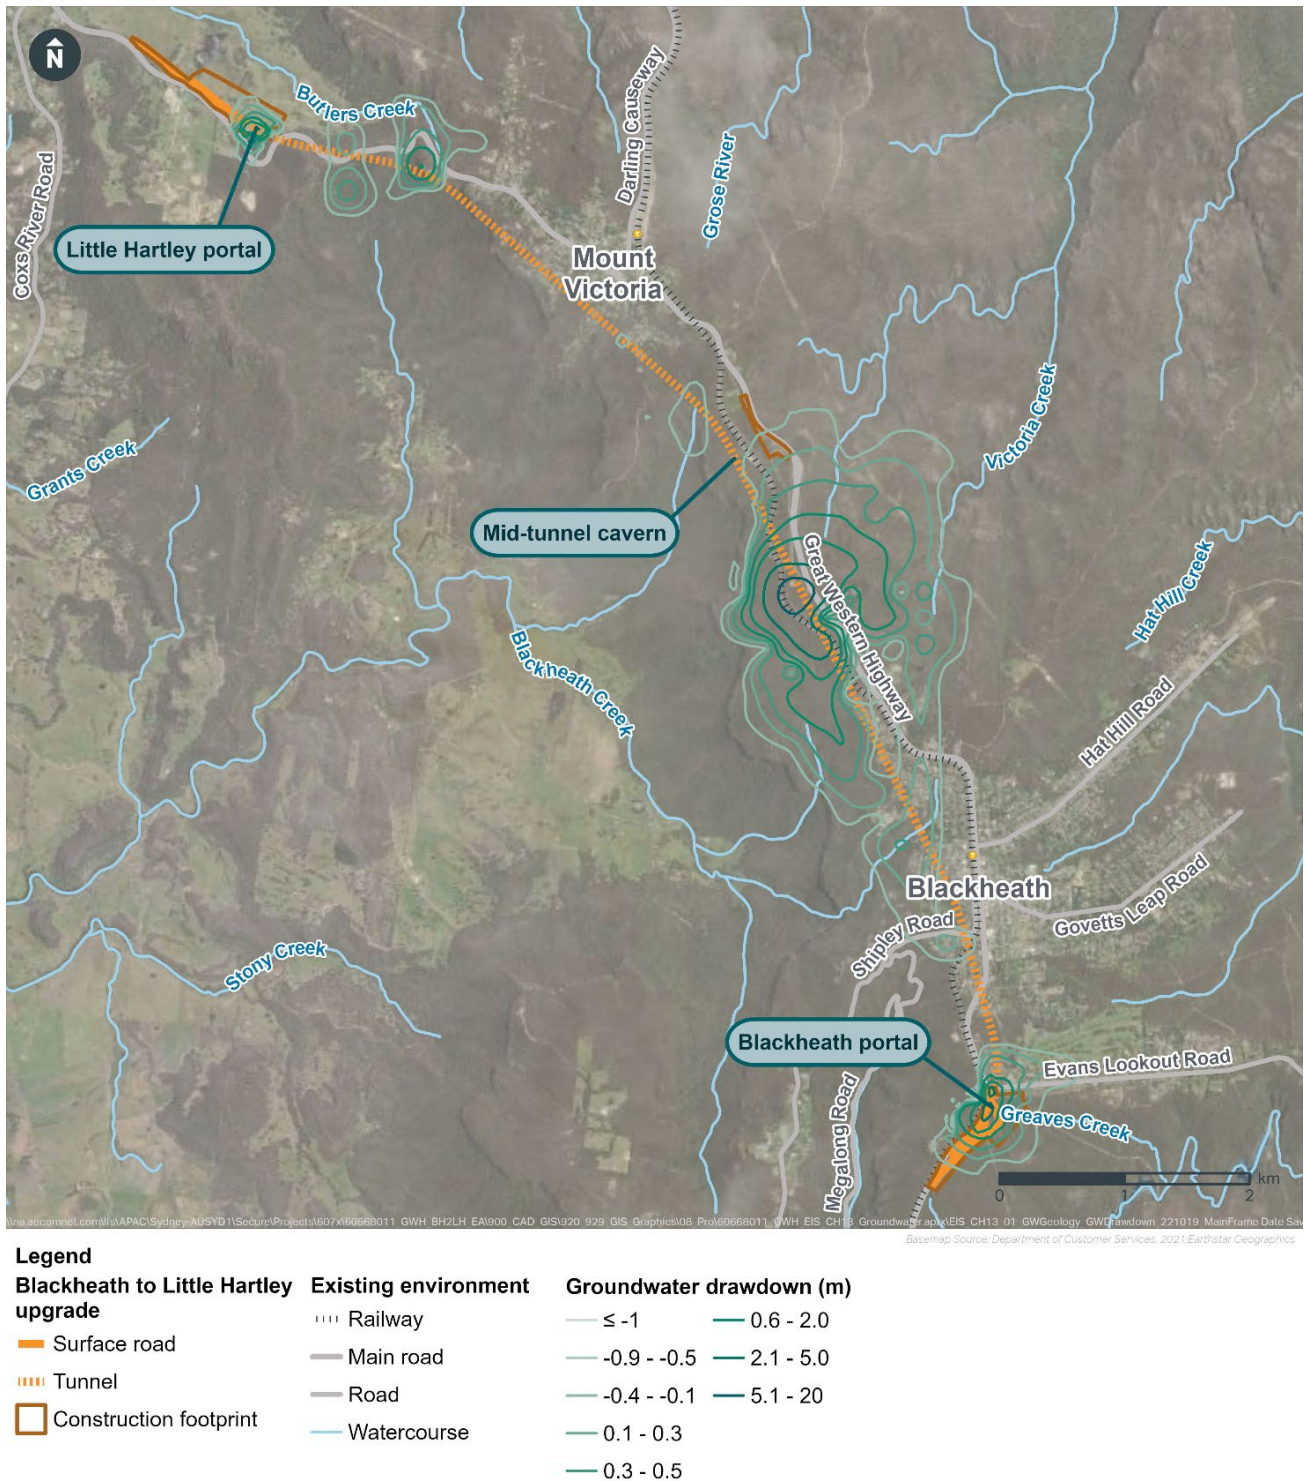 N
Butlers Creek
Darling Causeway
Coxs River Road
Grose River
Little Hartley portal
Mount
Victoria
Victoria Creek
Grants Creek
Mid-tunnel cavern
Great Western Highway
Hat Hill Creek
Blackheath Creek
Hat Hill Road
Blackheath
Govetts Leap Road
Shipley Road
Stony Creek
Blackheath portal
Evans Lookout Road
Megalong Road
Greaves Creek
km
0 1 2
Basemap Source: Department of Customer Services, 2021;Earthstar Geographics
Legend
Blackheath to Little Hartley
upgrade
Surface road
Tunnel
Construction footprint
Existing environment
Railway
Main road
Road
Watercourse
Groundwater drawdown (m)
≤ -1
-0.9 - -0.5
-0.4 - -0.1
0.1 - 0.3
0.3 - 0.5
0.6 - 2.0
2.1 - 5.0
5.1 - 20